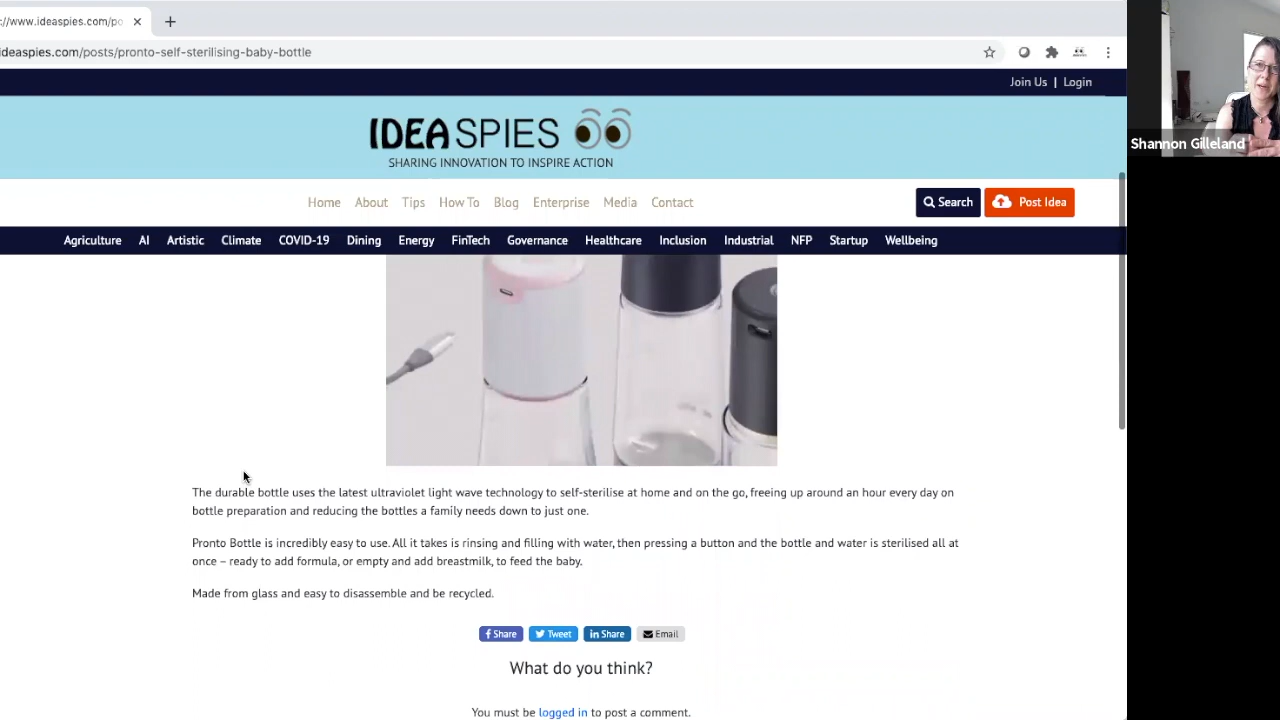 ://www.ideaspies.com/po
ideaspies.com/posts/pronto-self-sterilising-baby-bottle
Join Us | Login
IDEA SPIES
SHARING INNOVATION TO INSPIRE ACTION
Shannon Gilleland
Home About Tips How To Blog Enterprise Media Contact Search Post Idea
Agriculture AI Artistic Climate COVID-19 Dining Energy FinTech Governance Healthcare Inclusion Industrial NFP Startup Wellbeing
The durable bottle uses the latest ultraviolet light wave technology to self-sterilise at home and on the go, freeing up around an hour every day on
bottle preparation and reducing the bottles a family needs down to just one.
Pronto Bottle is incredibly easy to use. All it takes is rinsing and filling with water, then pressing a button and the bottle and water is sterilised all at
once – ready to add formula, or empty and add breastmilk, to feed the baby.
Made from glass and easy to disassemble and be recycled.
Share Tweet Share Email
What do you think?
You must be logged in to post a comment.